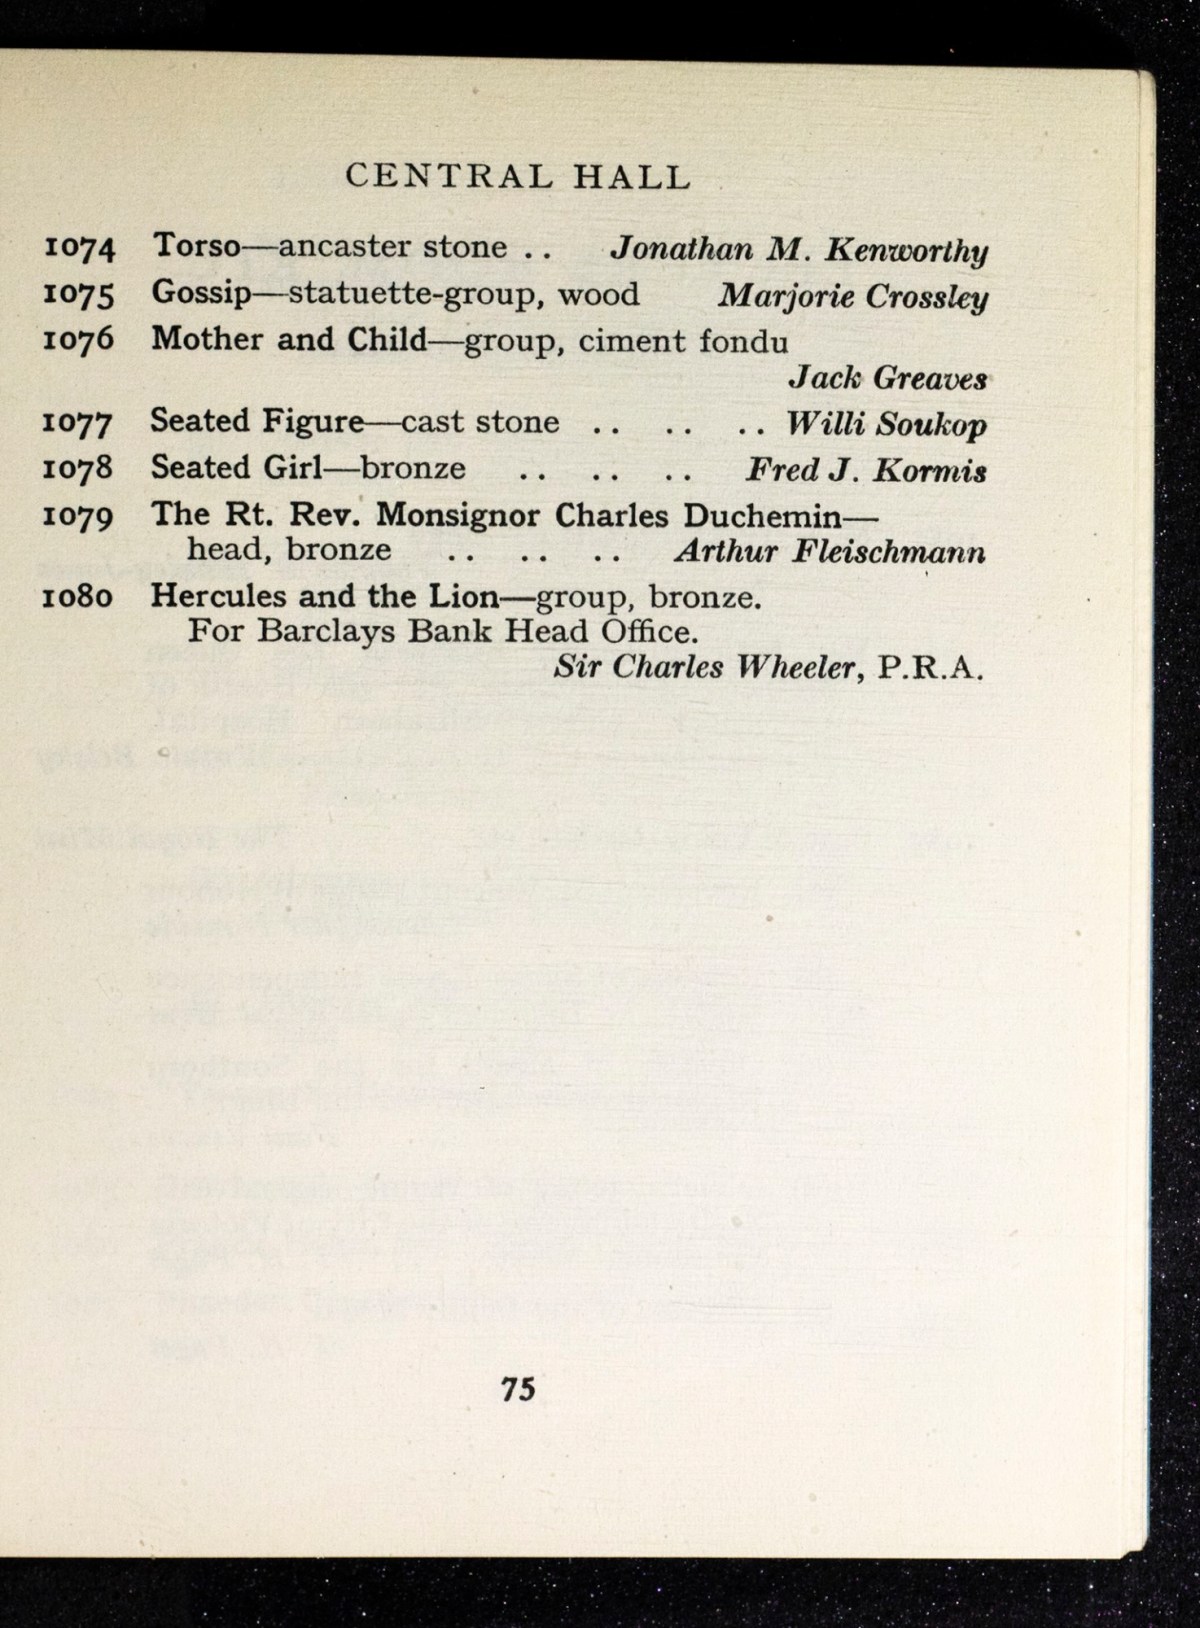 CENTRAL HALL
1074 Torso—ancaster stone .. Jonathan M. Kenworthy
1075 Gossip—statuette-group, wood Marjorie Crossley
1076 Mother and Child—group, ciment fondu
Jack Greaves
1077 Seated Figure—cast stone .. .. .. Willi Soukop
1078 Seated Girl—bronze .. .. .. Fred J. Kormis
1079 The Rt. Rev. Monsignor Charles Duchemin—
head, bronze .. .. .. Arthur Fleischmann
1080 Hercules and the Lion—group, bronze.
For Barclays Bank Head Office.
Sir Charles Wheeler, P.R.A.
75